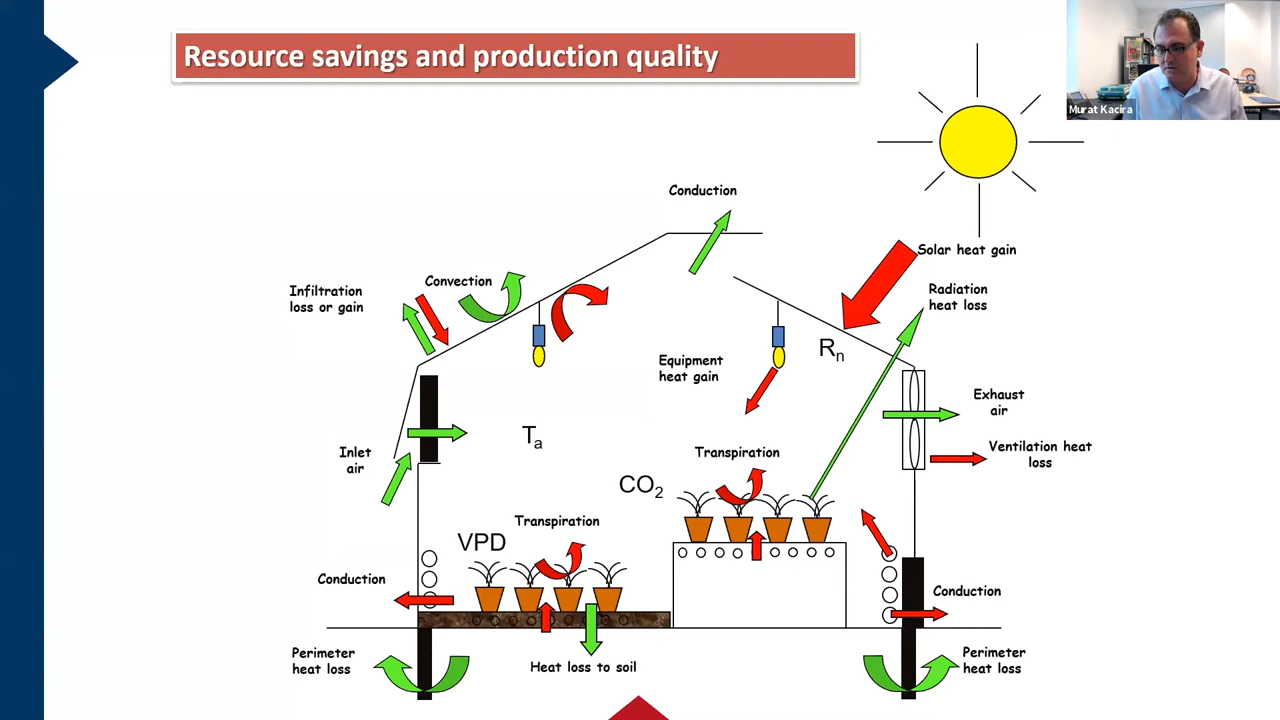 Resource savings and production quality
Murat Kacira
Conduction
Solar heat gain
Convection
Infiltration
loss or gain
Radiation
heat loss
Rn
Equipment
heat gain
Exhaust
air
Ta
Inlet
air
Transpiration
Ventilation heat
loss
CO2
Transpiration
VPD
Conduction
Conduction
Perimeter
heat loss
Heat loss to soil
Perimeter
heat loss